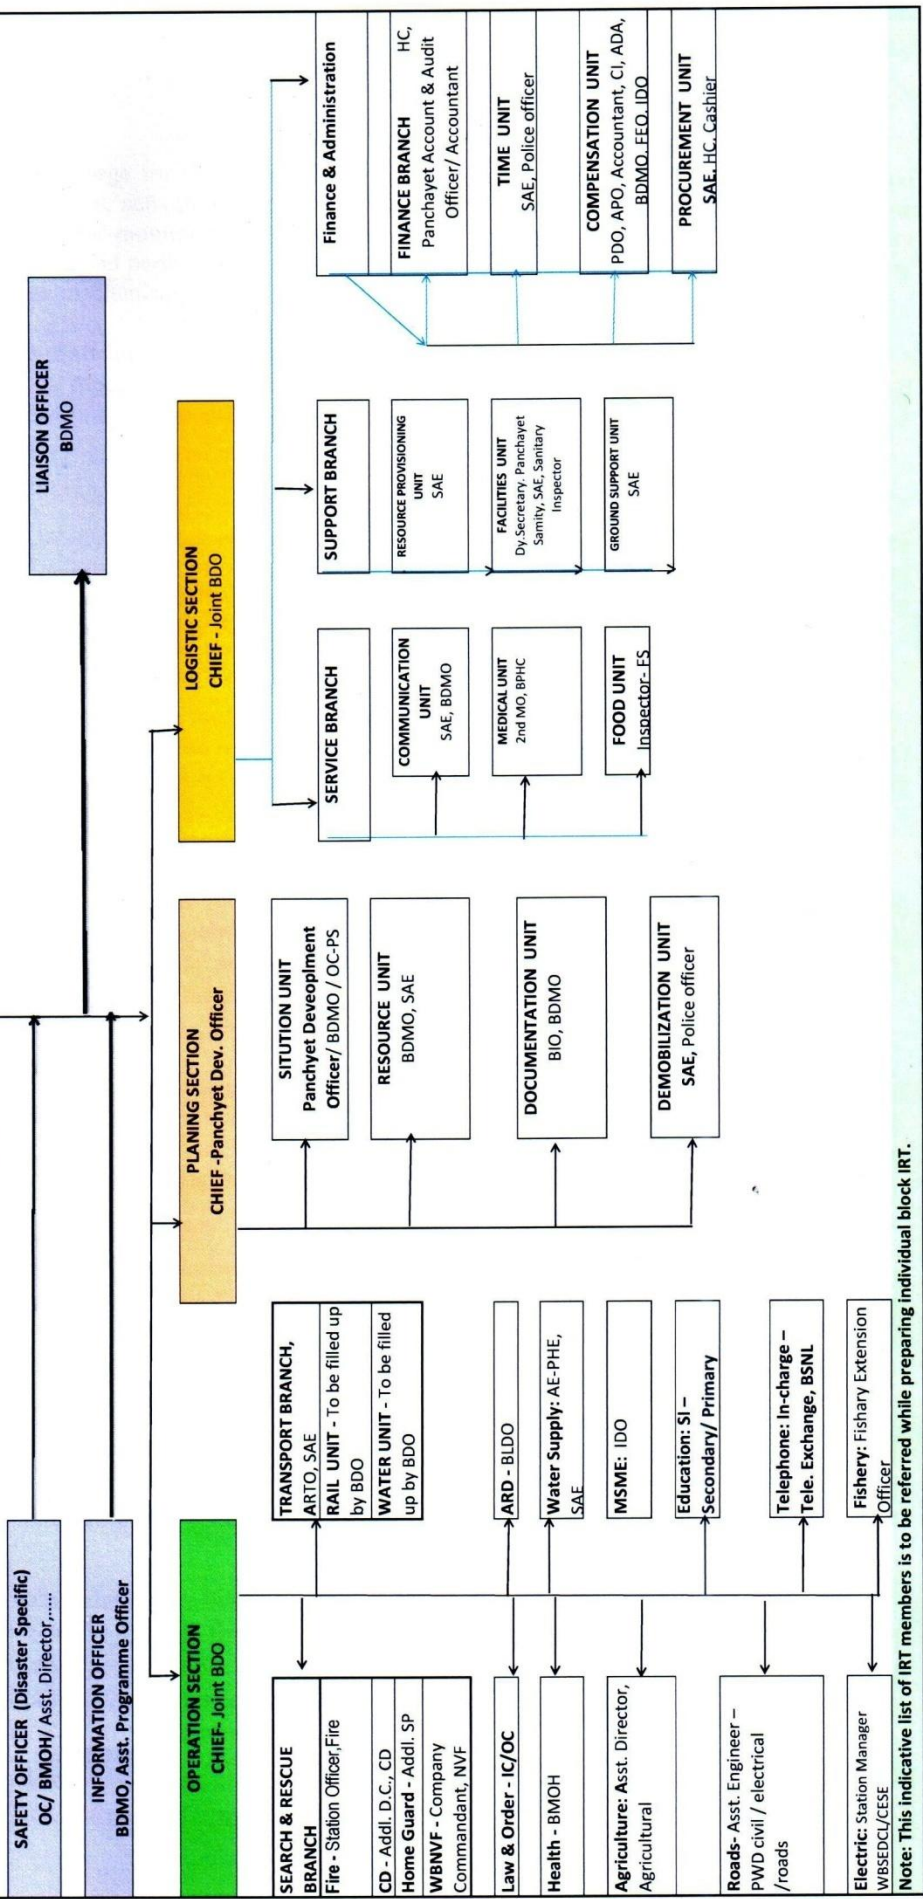 SAFETY OFFICER (Disaster Specific)
OC/ BMOH/ Asst. Director,.....
INFORMATION OFFICER
BDMO, Asst. Programme Officer
LIAISON OFFICER
BDMO
OPERATION SECTION
CHIEF- Joint BDO
SEARCH & RESCUE
BRANCH
Fire - Station Officer,Fire
CD - Addl. D.C., CD
Home Guard - Addl. SP
WBNVF - Company
Commandant, NVF
Law & Order - IC/OC
Health - BMOH
Agriculture: Asst. Director,
Agricultural
Roads- Asst. Engineer –
PWD civil / electrical
/roads
Electric: Station Manager
WBSEDCL/CESE
TRANSPORT BRANCH,
ARTO, SAE
RAIL UNIT - To be filled up
by BDO
WATER UNIT - To be filled
up by BDO
ARD - BLDO
Water Supply: AE-PHE,
SAE
MSME: IDO
Education: SI –
Secondary/ Primary
Telephone: In-charge –
Tele. Exchange, BSNL
Fishery: Fishary Extension
Officer
PLANING SECTION
CHIEF -Panchyet Dev. Officer
SITUTION UNIT
Panchyet Deveoplment
Officer/ BDMO / OC-PS
RESOURCE UNIT
BDMO, SAE
DOCUMENTATION UNIT
BIO, BDMO
DEMOBILIZATION UNIT
SAE, Police officer
LOGISTIC SECTION
CHIEF - Joint BDO
SERVICE BRANCH
COMMUNICATION
UNIT
SAE, BDMO
MEDICAL UNIT
2nd MO, BPHC
FOOD UNIT
Inspector- FS
SUPPORT BRANCH
RESOURCE PROVISIONING
UNIT
SAE
FACILITIES UNIT
Dy.Secretary. Panchayet
Samity, SAE, Sanitary
Inspector
GROUND SUPPORT UNIT
SAE
Finance & Administration
FINANCE BRANCH HC,
Panchayet Account & Audit
Officer/ Accountant
TIME UNIT
SAE, Police officer
COMPENSATION UNIT
PDO, APO, Accountant, CI, ADA,
BDMO, FEO, IDO
PROCUREMENT UNIT
SAE, HC, Cashier
Note: This indicative list of IRT members is to be referred while preparing individual block IRT.